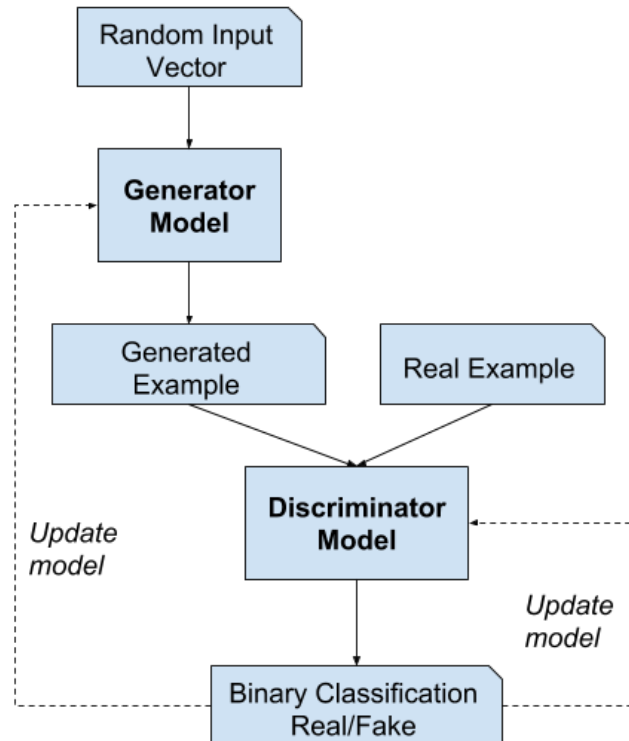 Random Input
Vector
Generator
Model
Generated
Example
Real Example
Discriminator
Model
Update
model
Update
model
Binary Classification
Real/Fake